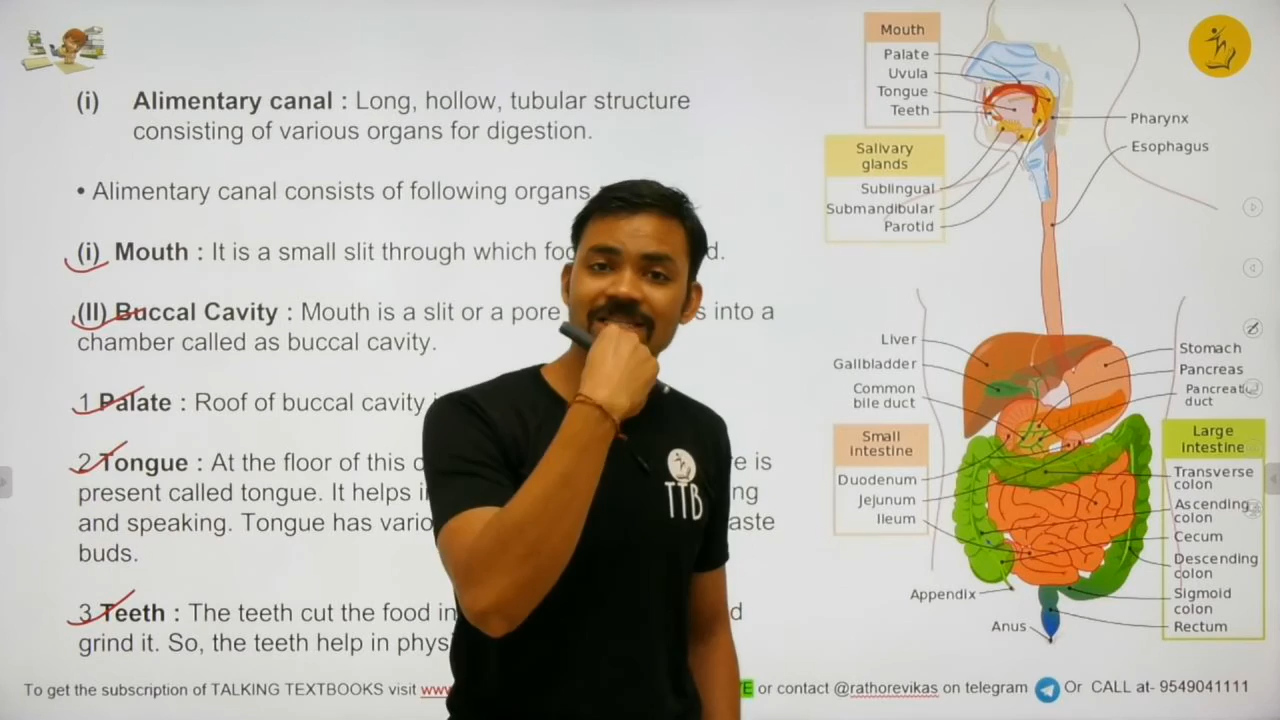 (i) Alimentary canal : Long, hollow, tubular structure
consisting of various organs for digestion.
• Alimentary canal consists of following organs
(i) Mouth : It is a small slit through which d.
(II) Buccal Cavity : Mouth is a slit or a pore s into a
chamber called as buccal cavity.
1 Palate : Roof of buccal cavity
2 Tongue : At the floor of this e is
present called tongue. It helps ng
and speaking. Tongue has aste
buds.
3 Teeth : The teeth cut the food d
grind it. So, the teeth help in
To get the subscription of TALKING TEXTBOOKS visit or contact @rathorevikas on telegram Or CALL at- 9549041111
TTB
Mouth
Palate
Uvula
Tongue
Teeth
Salivary
glands
Sublingual
Submandibular
Parotid
Pharynx
Esophagus
Liver
Gallbladder
Common
bile duct
Small
intestine
Duodenum
Jejunum
Ileum
Appendix
Anus
Stomach
Pancreas
Pancreatic
duct
Large
intestine
Transverse
colon
Ascending
colon
Cecum
Descending
colon
Sigmoid
colon
Rectum